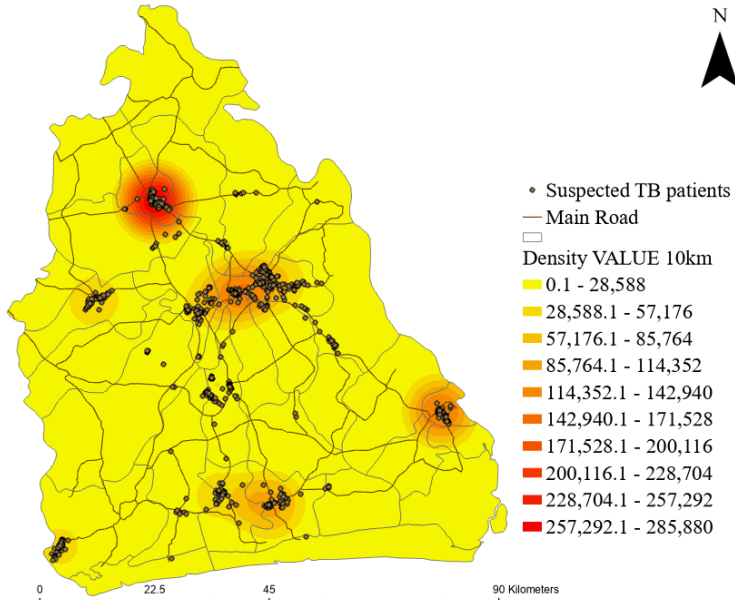 N
Suspected TB patients
Main Road
Density VALUE 10km
0.1 - 28,588
28,588.1 - 57,176
57,176.1 - 85,764
85,764.1 - 114,352
114,352.1 - 142,940
142,940.1 - 171,528
171,528.1 - 200,116
200,116.1 - 228,704
228,704.1 - 257,292
257,292.1 - 285,880
0 22.5 45 90 Kilometers